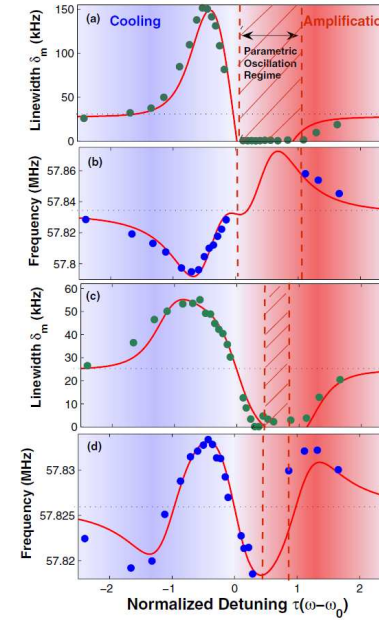 (a) Cooling Amplification
Parametric
Oscillation
Regime
Linewidth δm (kHz)
150
100
50
0
(b)
Frequency (MHz)
57.86
57.84
57.82
57.8
(c)
Linewidth δm (kHz)
60
50
40
30
20
10
0
(d)
Frequency (MHz)
57.83
57.825
57.82
−2 −1 0 1 2
Normalized Detuning τ(ω−ω0)